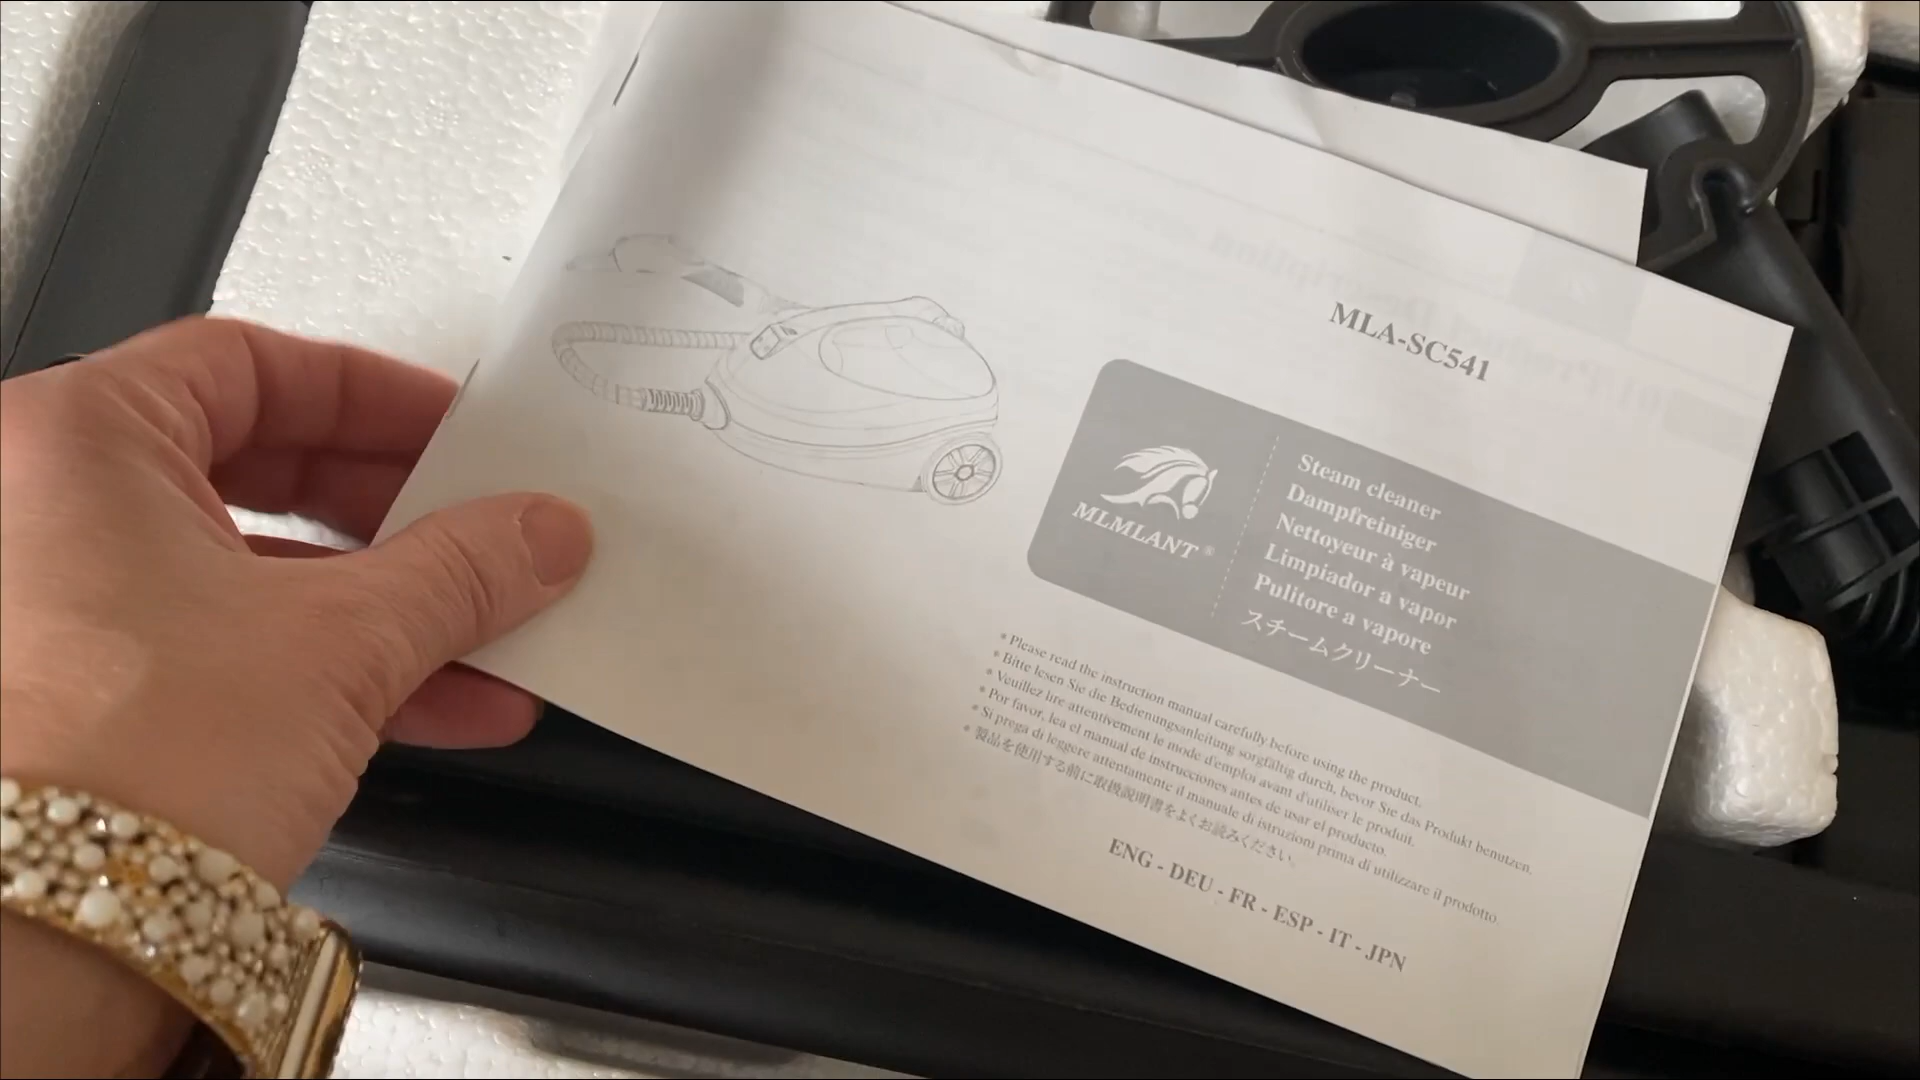 MLA-SC541
MLMLANT®
Steam cleaner
Dampfreiniger
Nettoyeur à vapeur
Limpiador a vapor
Pulitore a vapore
スチームクリーナー
• Please read the instruction manual carefully before using the product.
• Bitte lesen Sie die Bedienungsanleitung sorgfältig durch, bevor Sie das Produkt benutzen.
• Veuillez lire attentivement le mode d'emploi avant d'utiliser le produit.
• Por favor, lea el manual de instrucciones antes de usar el producto.
• Si prega di leggere attentamente il manuale di istruzioni prima di utilizzare il prodotto.
• 製品を使用する前に取扱説明書をよくお読みください。
ENG - DEU - FR - ESP - IT - JPN